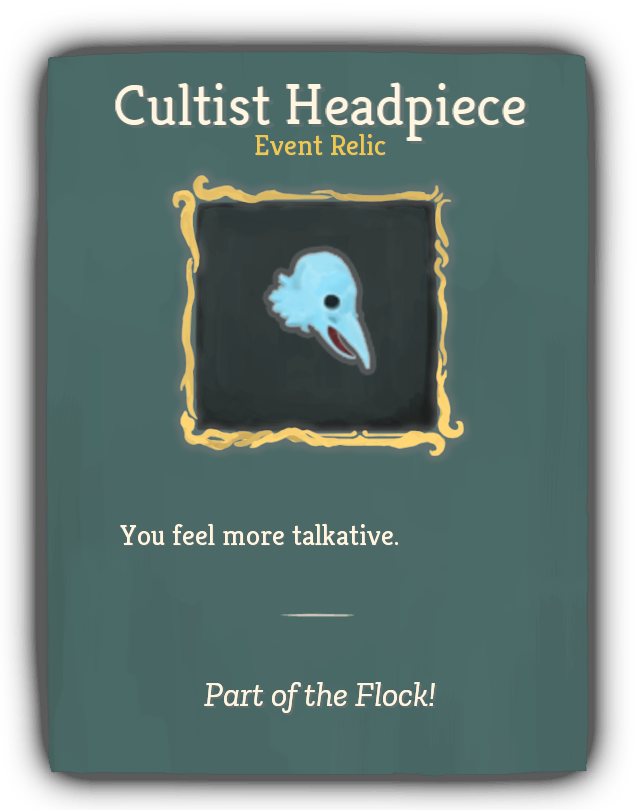 Cultist Headpiece
Event Relic
You feel more talkative.
Part of the Flock!